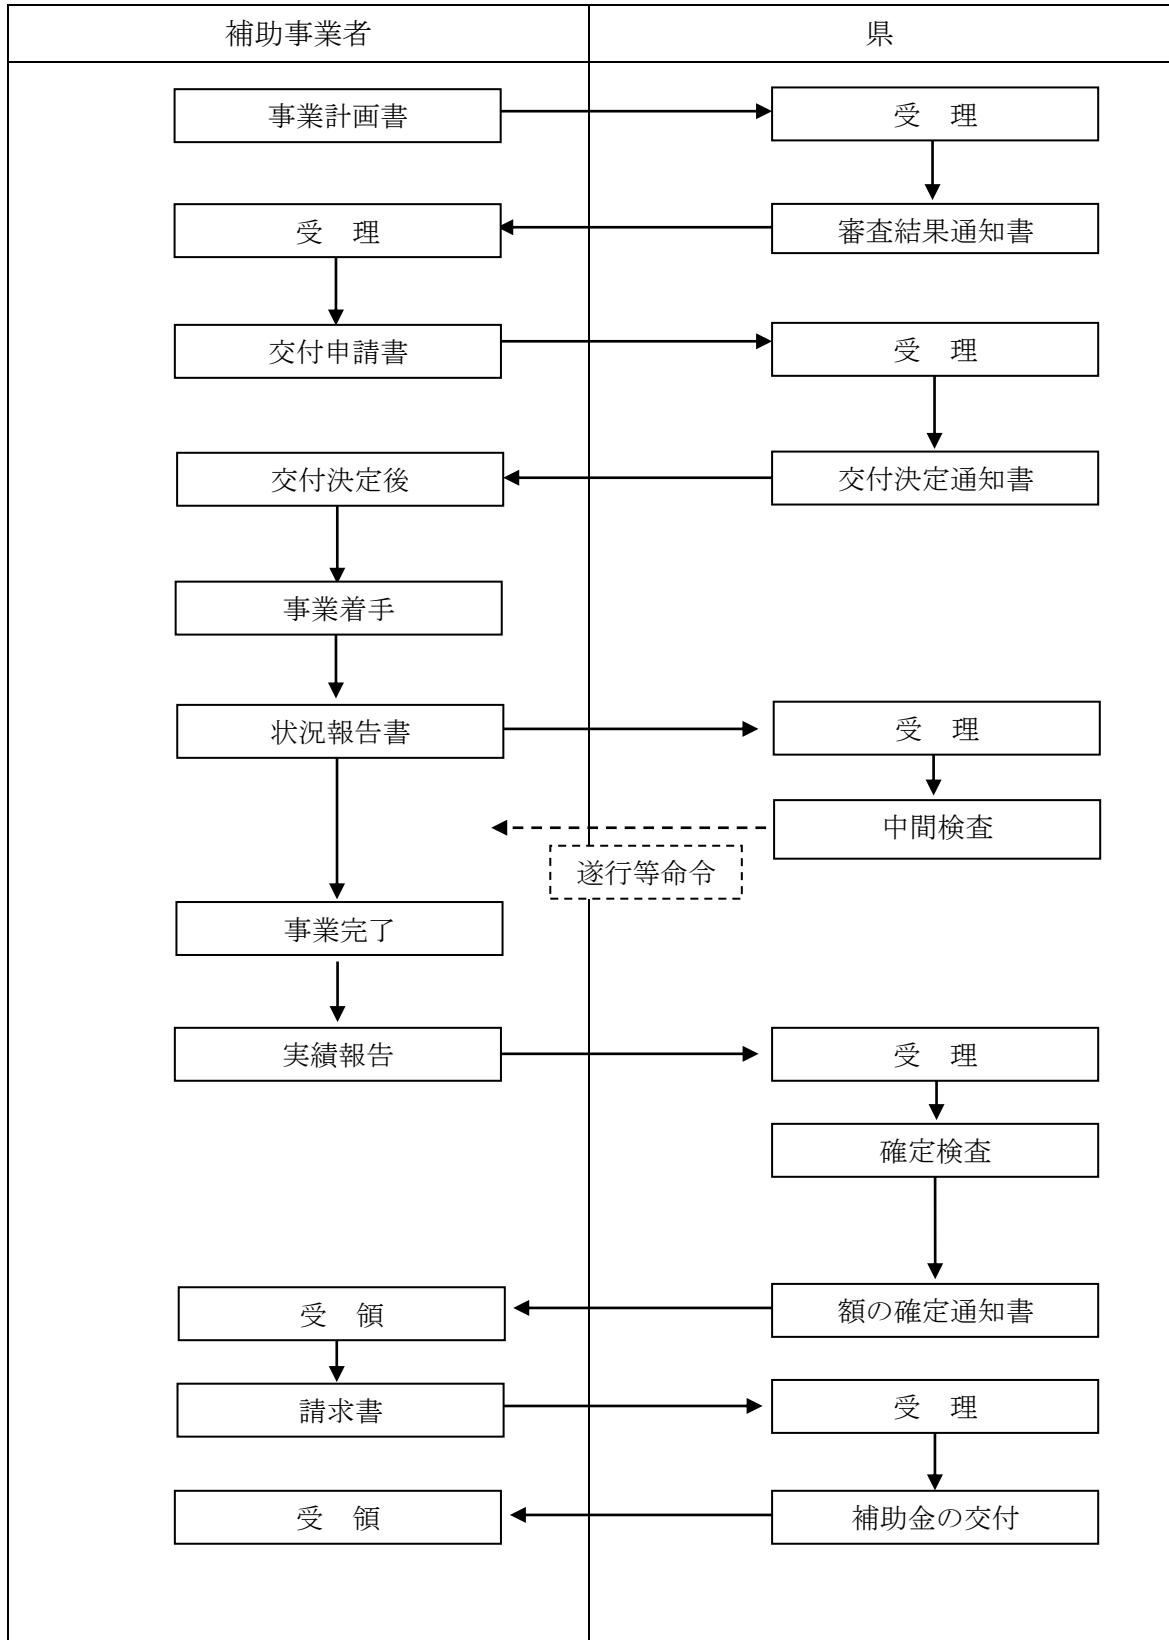 補助事業者
県
事業計画書
受　理
受　理
審査結果通知書
交付申請書
受　理
交付決定後
交付決定通知書
事業着手
状況報告書
受　理
中間検査
遂行等命令
事業完了
実績報告
受　理
確定検査
受　領
額の確定通知書
請求書
受　理
受　領
補助金の交付